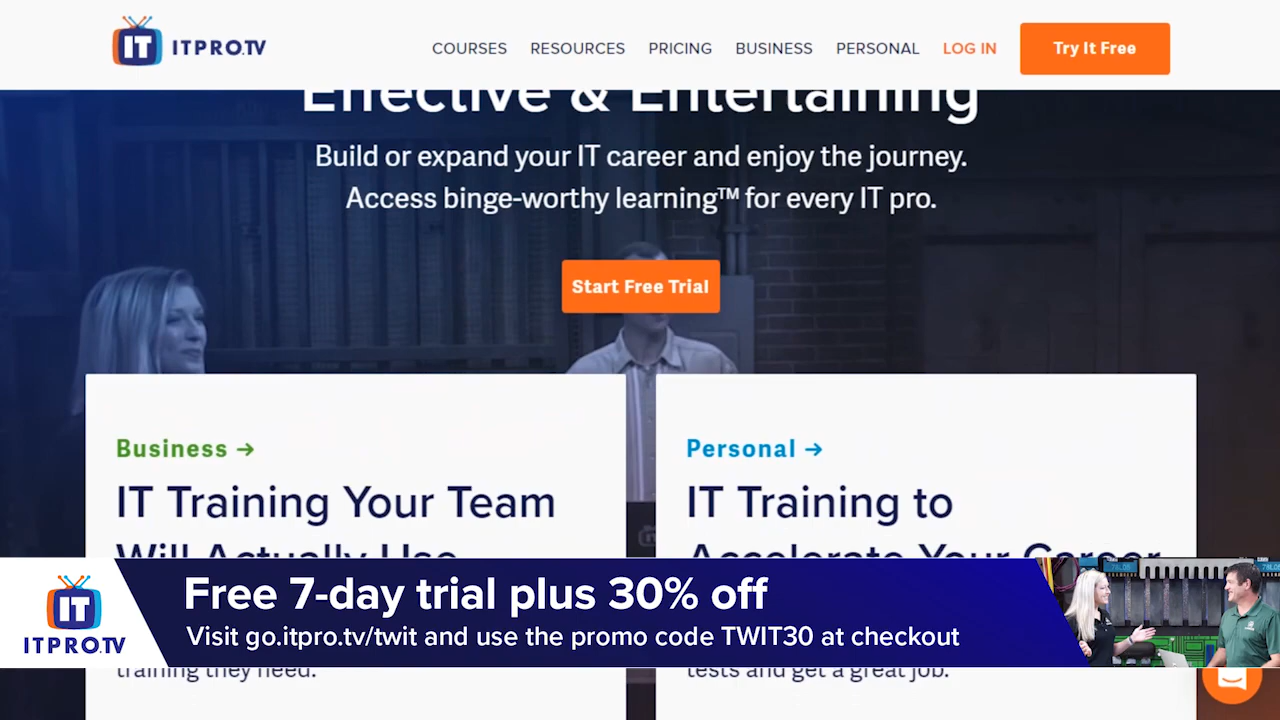 IT ITPRO.TV
COURSES RESOURCES PRICING BUSINESS PERSONAL LOG IN Try It Free
Effective & Entertaining
Build or expand your IT career and enjoy the journey.
Access binge-worthy learning™ for every IT pro.
Start Free Trial
Business →
IT Training Your Team
Will Actually Use
training they need.
Personal →
IT Training to
Accelerate Your Career
tests and get a great job.
IT
ITPRO.TV
Free 7-day trial plus 30% off
Visit go.itpro.tv/twit and use the promo code TWIT30 at checkout